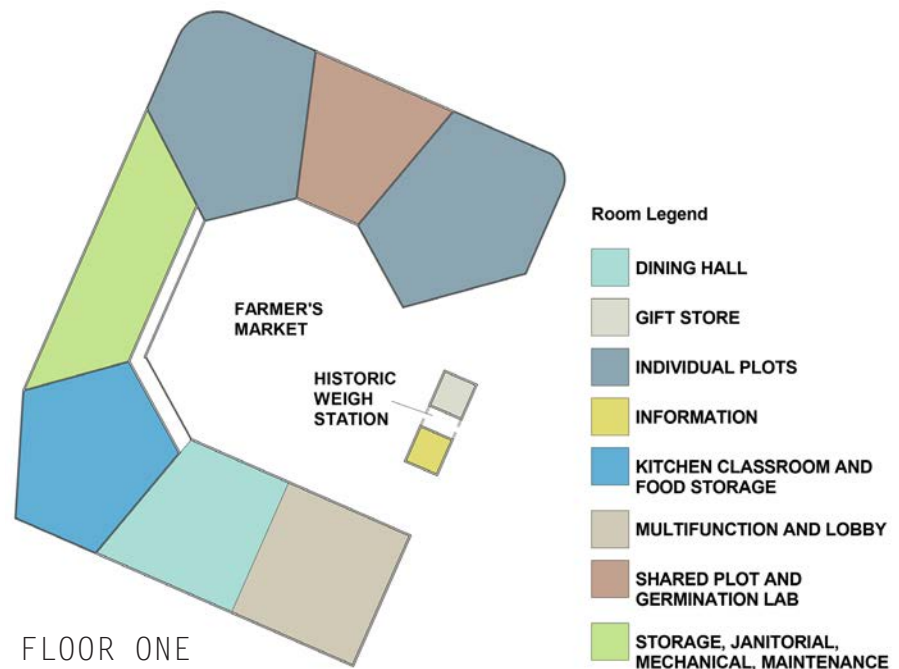 FARMER'S
MARKET
HISTORIC
WEIGH
STATION
Room Legend
DINING HALL
GIFT STORE
INDIVIDUAL PLOTS
INFORMATION
KITCHEN CLASSROOM AND
FOOD STORAGE
MULTIFUNCTION AND LOBBY
SHARED PLOT AND
GERMINATION LAB
STORAGE, JANITORIAL,
MECHANICAL, MAINTENANCE
FLOOR ONE